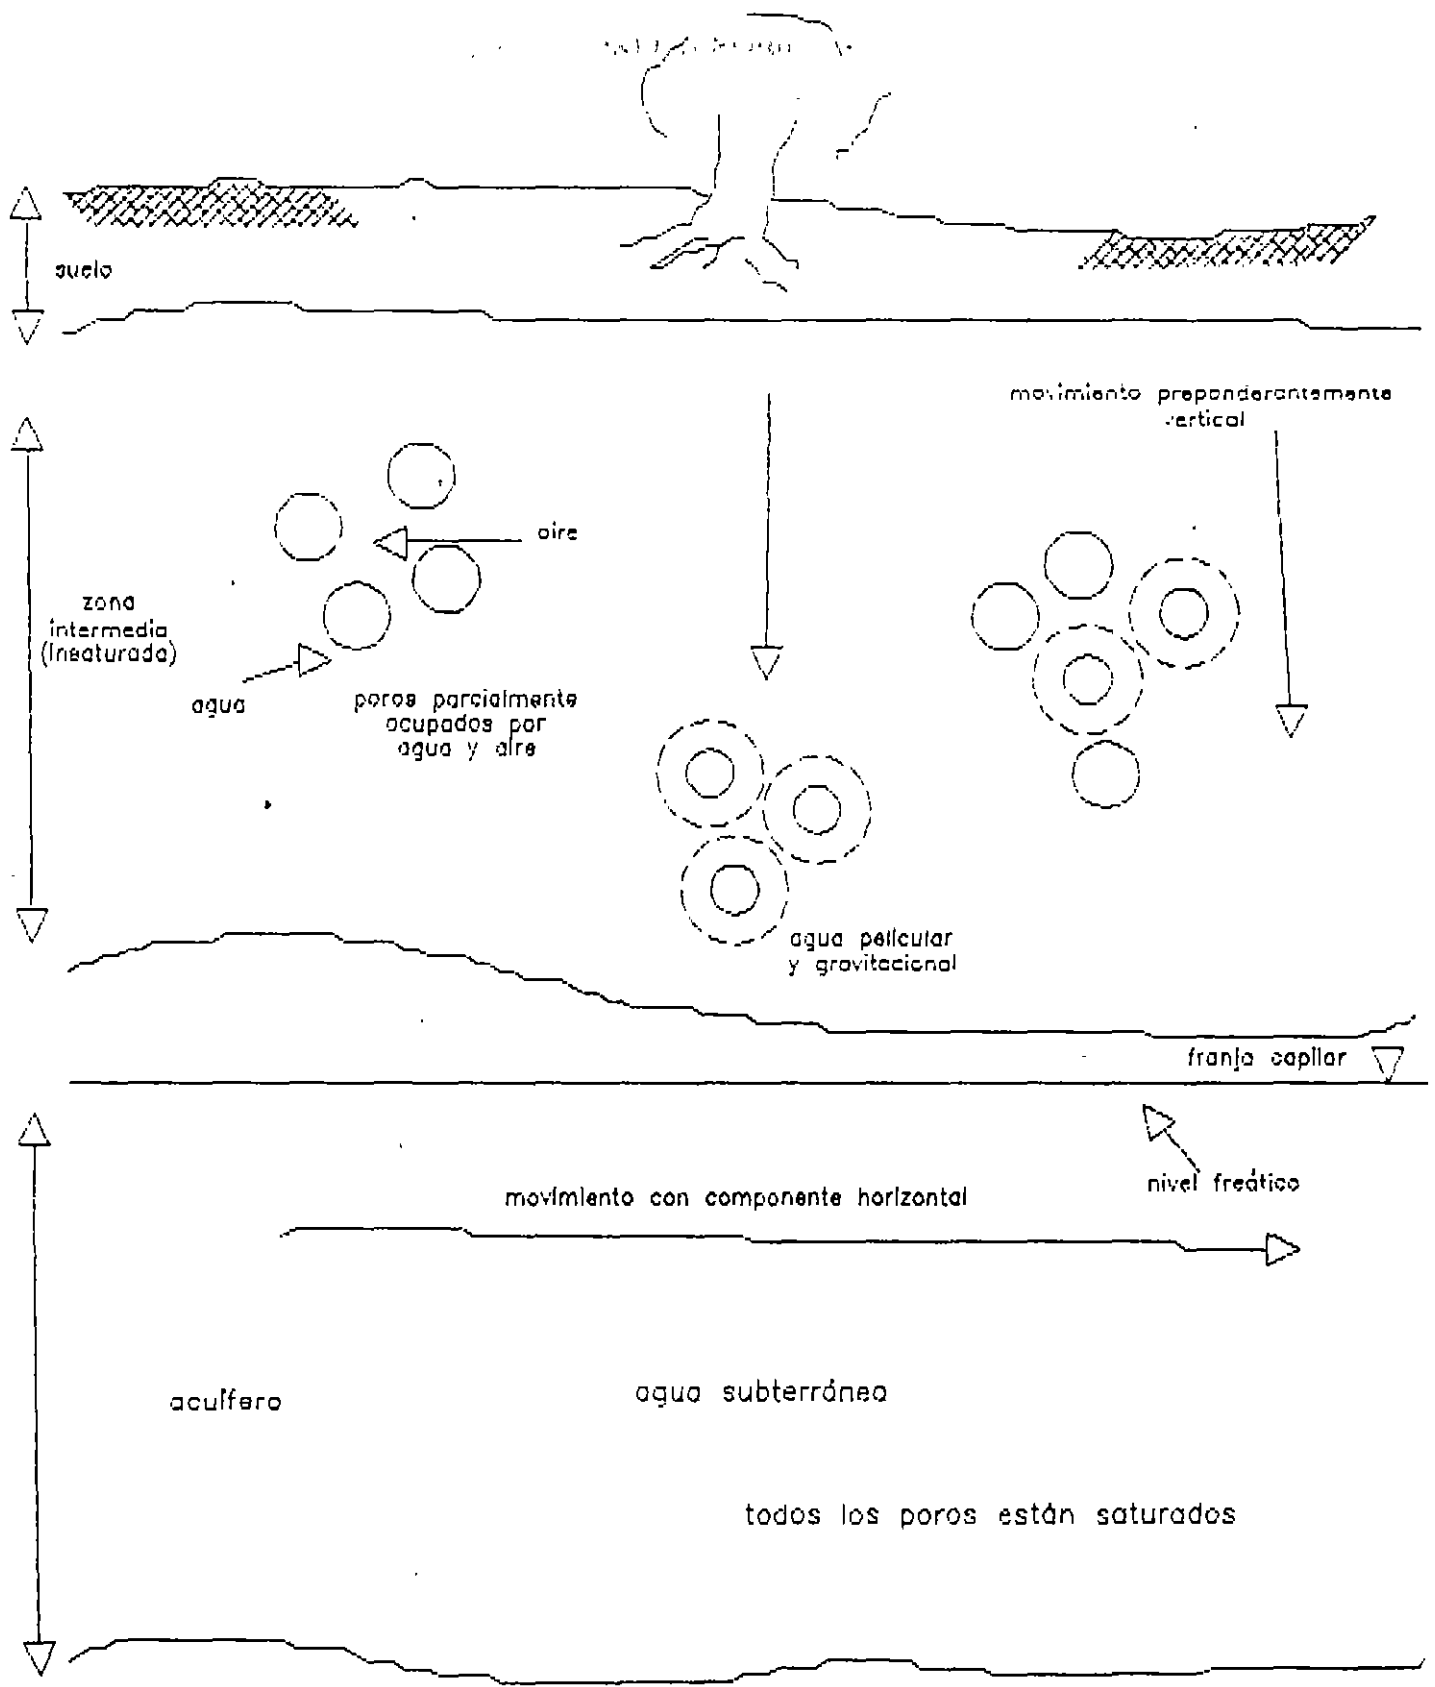 suelo
movimiento preponderantemente
vertical
aire
zona
intermedia
(insaturada)
agua
poros parcialmente
ocupados por
agua y aire
agua pelicular
y gravitacional
franja capilar
nivel freático
movimiento con componente horizontal
acuífero
agua subterránea
todos los poros están saturados